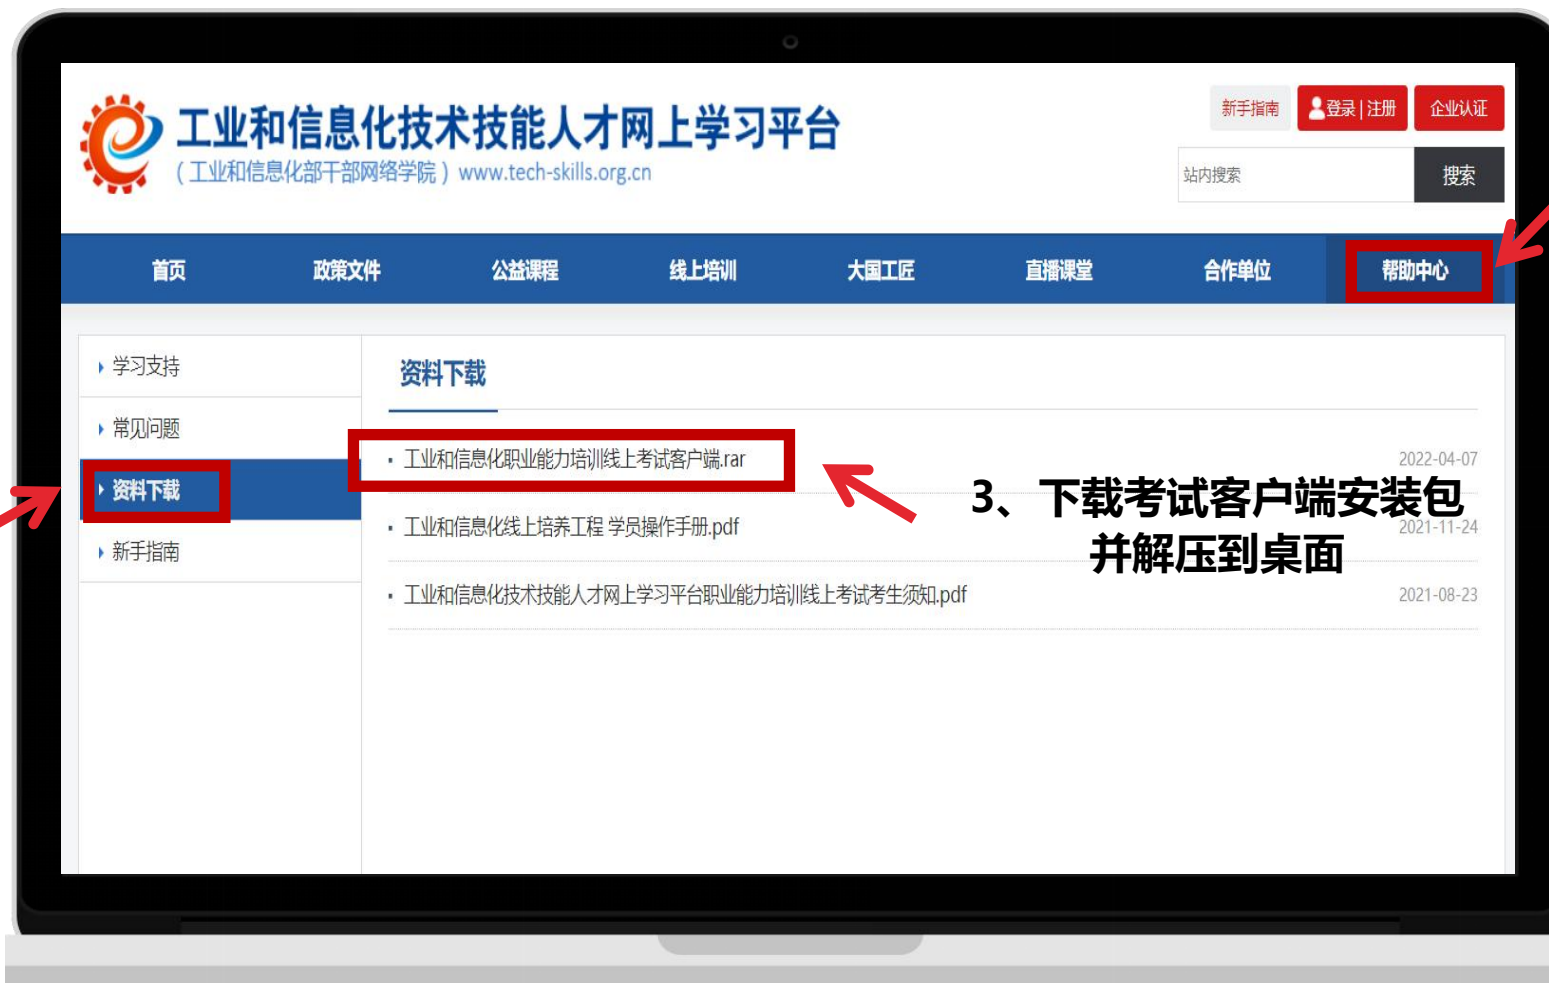 工业和信息化技术技能人才网上学习平台
(工业和信息化部干部网络学院) www.tech-skills.org.cn
新手指南 登录|注册 企业认证
站内搜索 搜索
首页 政策文件 公益课程 线上培训 大国工匠 直播课堂 合作单位 帮助中心
学习支持
常见问题
资料下载
新手指南
资料下载
工业和信息化职业能力培训线上考试客户端.rar 2022-04-07
工业和信息化线上培养工程 学员操作手册.pdf 2021-11-24
工业和信息化技术技能人才网上学习平台职业能力培训线上考试考生须知.pdf 2021-08-23
3、下载考试客户端安装包
并解压到桌面